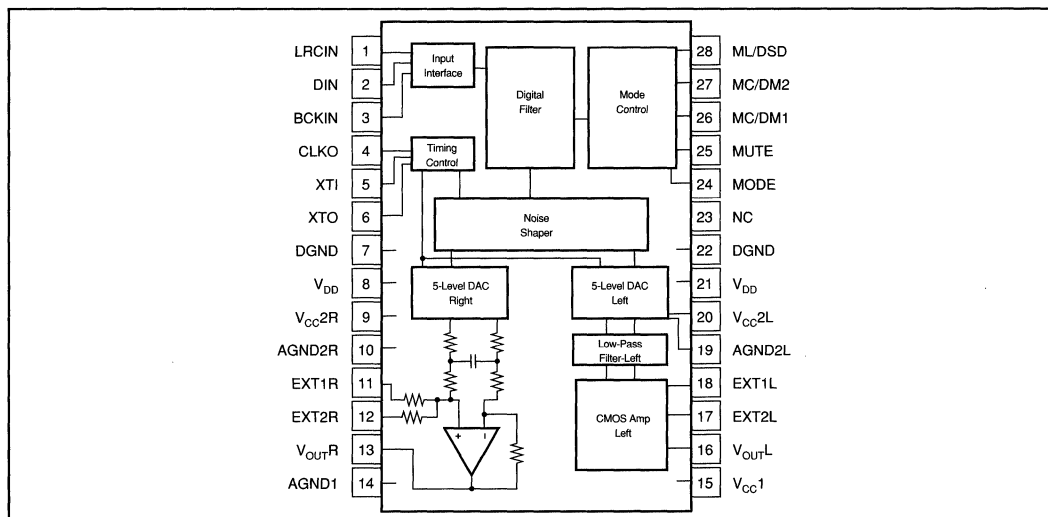 LRCIN 1
DIN 2
BCKIN 3
CLKO 4
XTI 5
XTO 6
DGND 7
VDD 8
VCC2R 9
AGND2R 10
EXT1R 11
EXT2R 12
VOUTR 13
AGND1 14
Input
Interface
Digital
Filter
Mode
Control
Timing
Control
Noise
Shaper
5-Level DAC
Right
5-Level DAC
Left
Low-Pass
Filter-Left
CMOS Amp
Left
+ –
28 ML/DSD
27 MC/DM2
26 MC/DM1
25 MUTE
24 MODE
23 NC
22 DGND
21 VDD
20 VCC2L
19 AGND2L
18 EXT1L
17 EXT2L
16 VOUTL
15 VCC1